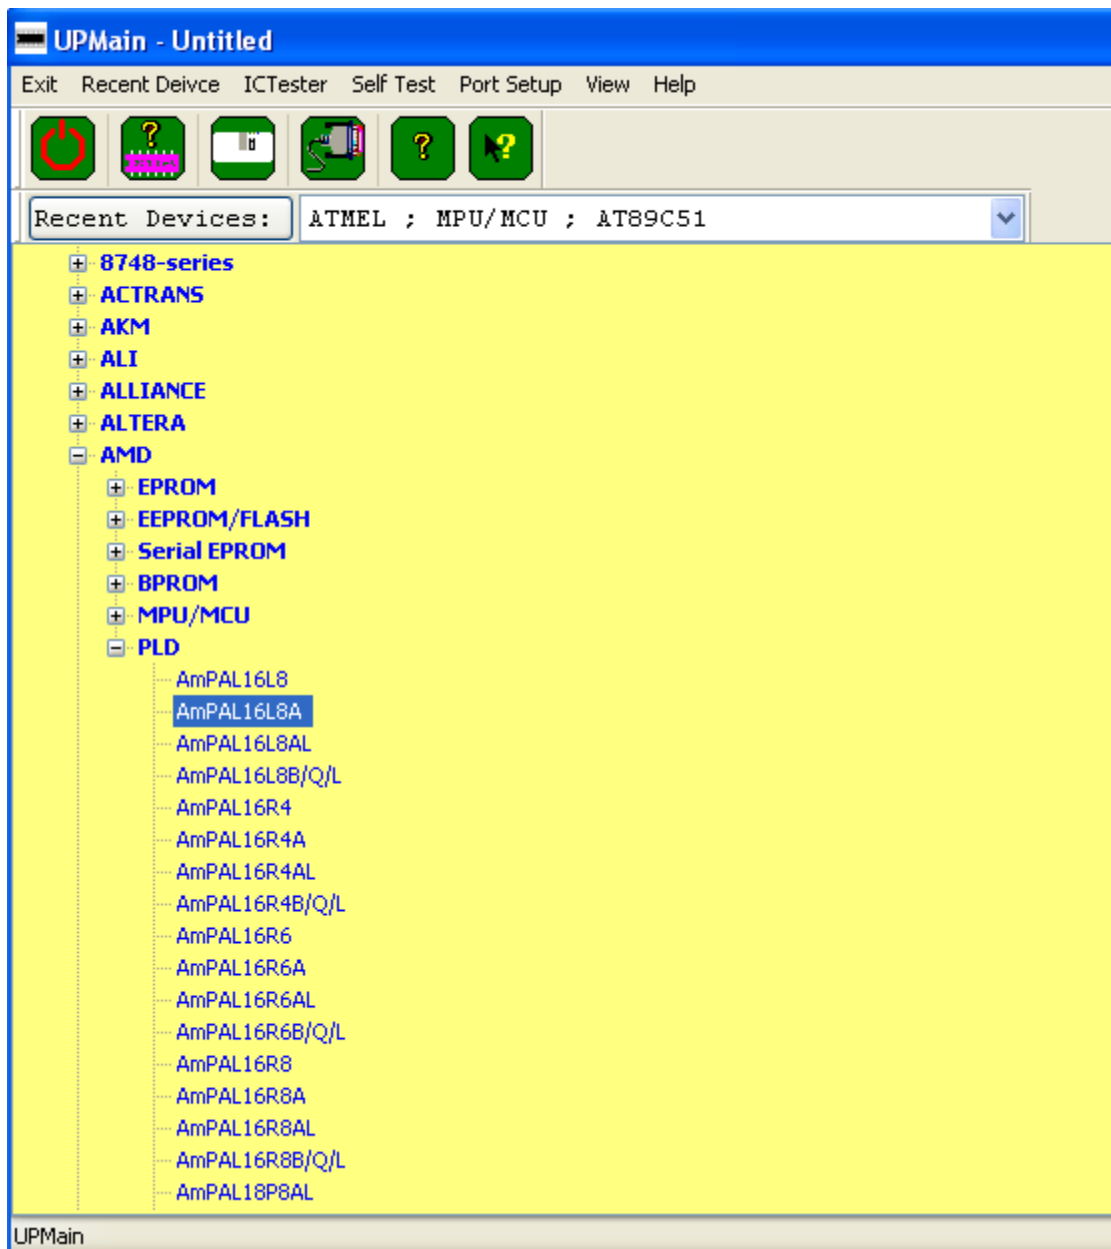 UPMain - Untitled
Exit Recent Deivce ICTester Self Test Port Setup View Help
? ? ?
Recent Devices: ATMEL ; MPU/MCU ; AT89C51
8748-series
ACTRANS
AKM
ALI
ALLIANCE
ALTERA
AMD
EPROM
EEPROM/FLASH
Serial EPROM
BPROM
MPU/MCU
PLD
AmPAL16L8
AmPAL16L8A
AmPAL16L8AL
AmPAL16L8B/Q/L
AmPAL16R4
AmPAL16R4A
AmPAL16R4AL
AmPAL16R4B/Q/L
AmPAL16R6
AmPAL16R6A
AmPAL16R6AL
AmPAL16R6B/Q/L
AmPAL16R8
AmPAL16R8A
AmPAL16R8AL
AmPAL16R8B/Q/L
AmPAL18P8AL
UPMain